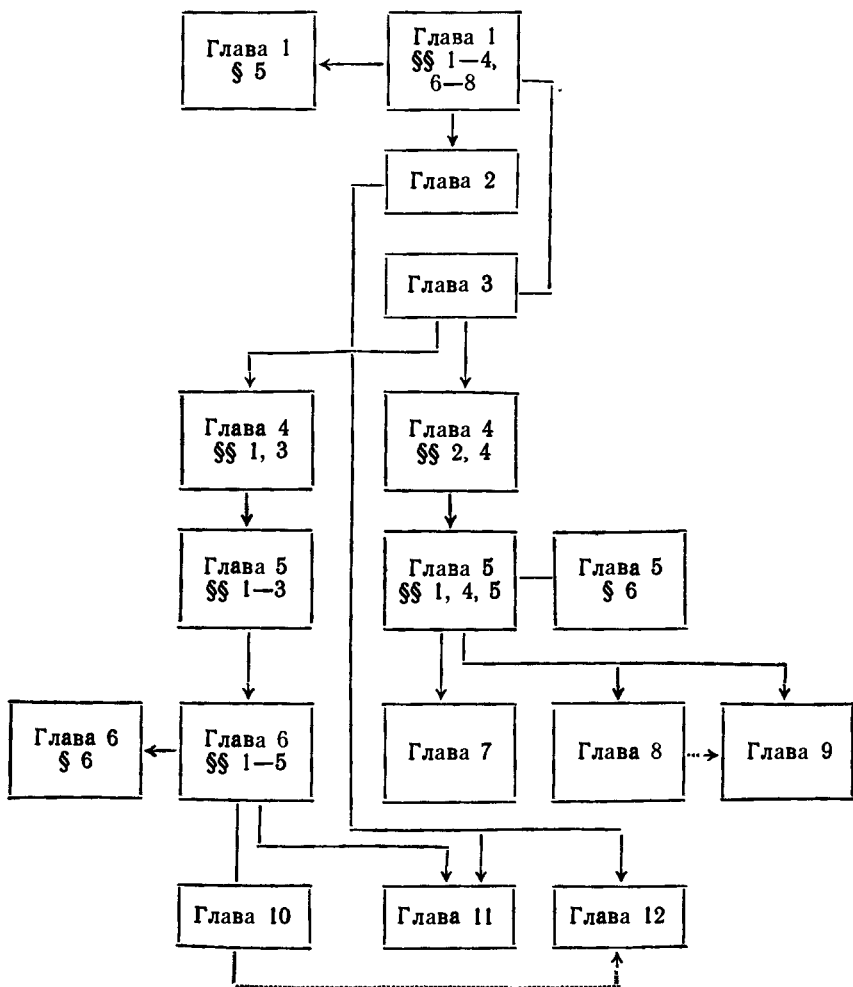 Глава 1
§ 5
Глава 1
§§ 1—4,
6—8
Глава 2
Глава 3
Глава 4
§§ 1, 3
Глава 4
§§ 2, 4
Глава 5
§§ 1—3
Глава 5
§§ 1, 4, 5
Глава 5
§ 6
Глава 6
§ 6
Глава 6
§§ 1—5
Глава 7
Глава 8
Глава 9
Глава 10
Глава 11
Глава 12